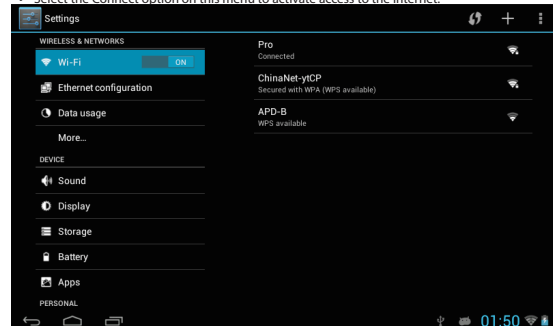 Select the Connect option on this menu to activate access to the Internet.
Settings
WIRELESS & NETWORKS
Wi-Fi
ON
Ethernet configuration
Data usage
More...
DEVICE
Sound
Display
Storage
Battery
Apps
PERSONAL
Pro
Connected
ChinaNet-ytCP
Secured with WPA (WPS available)
APD-B
WPS available
01:50